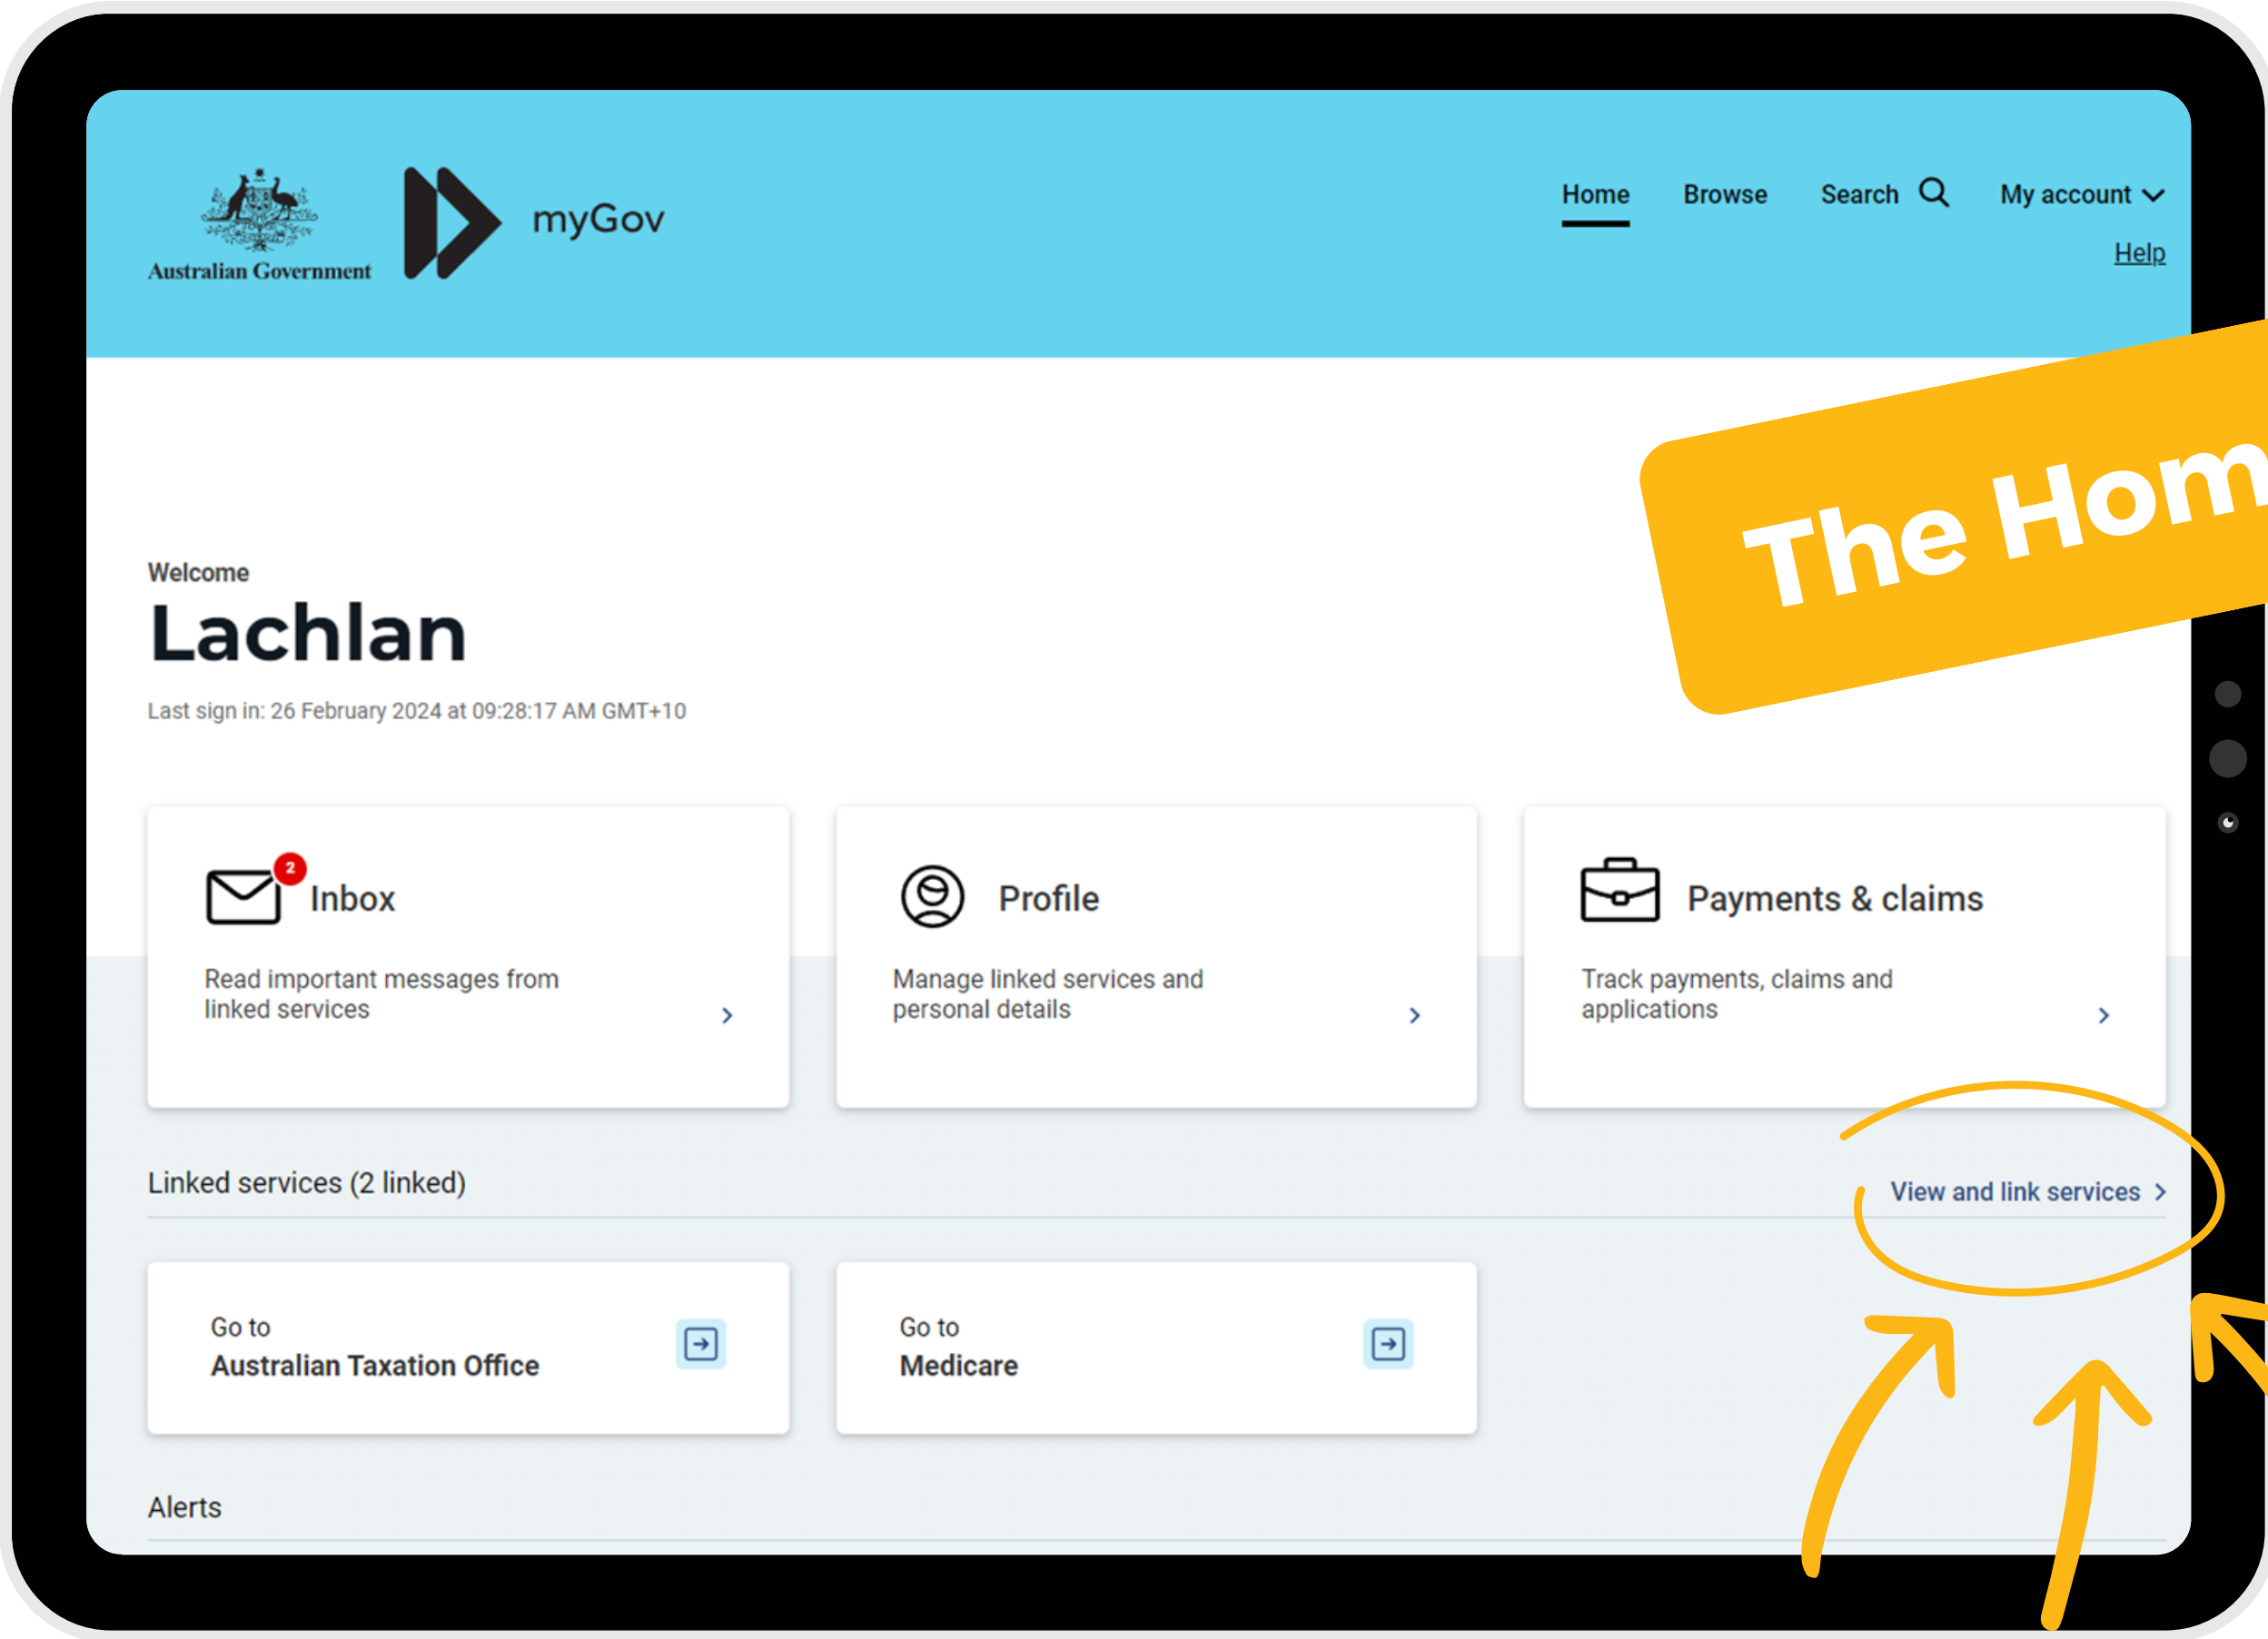 Australian Government
myGov
Home
Browse
Search
My account
Help
The Hom
Welcome
Lachlan
Last sign in: 26 February 2024 at 09:28:17 AM GMT+10
2
Inbox
Read important messages from
linked services
Profile
Manage linked services and
personal details
Payments & claims
Track payments, claims and
applications
Linked services (2 linked)
View and link services
Go to
Australian Taxation Office
Go to
Medicare
Alerts